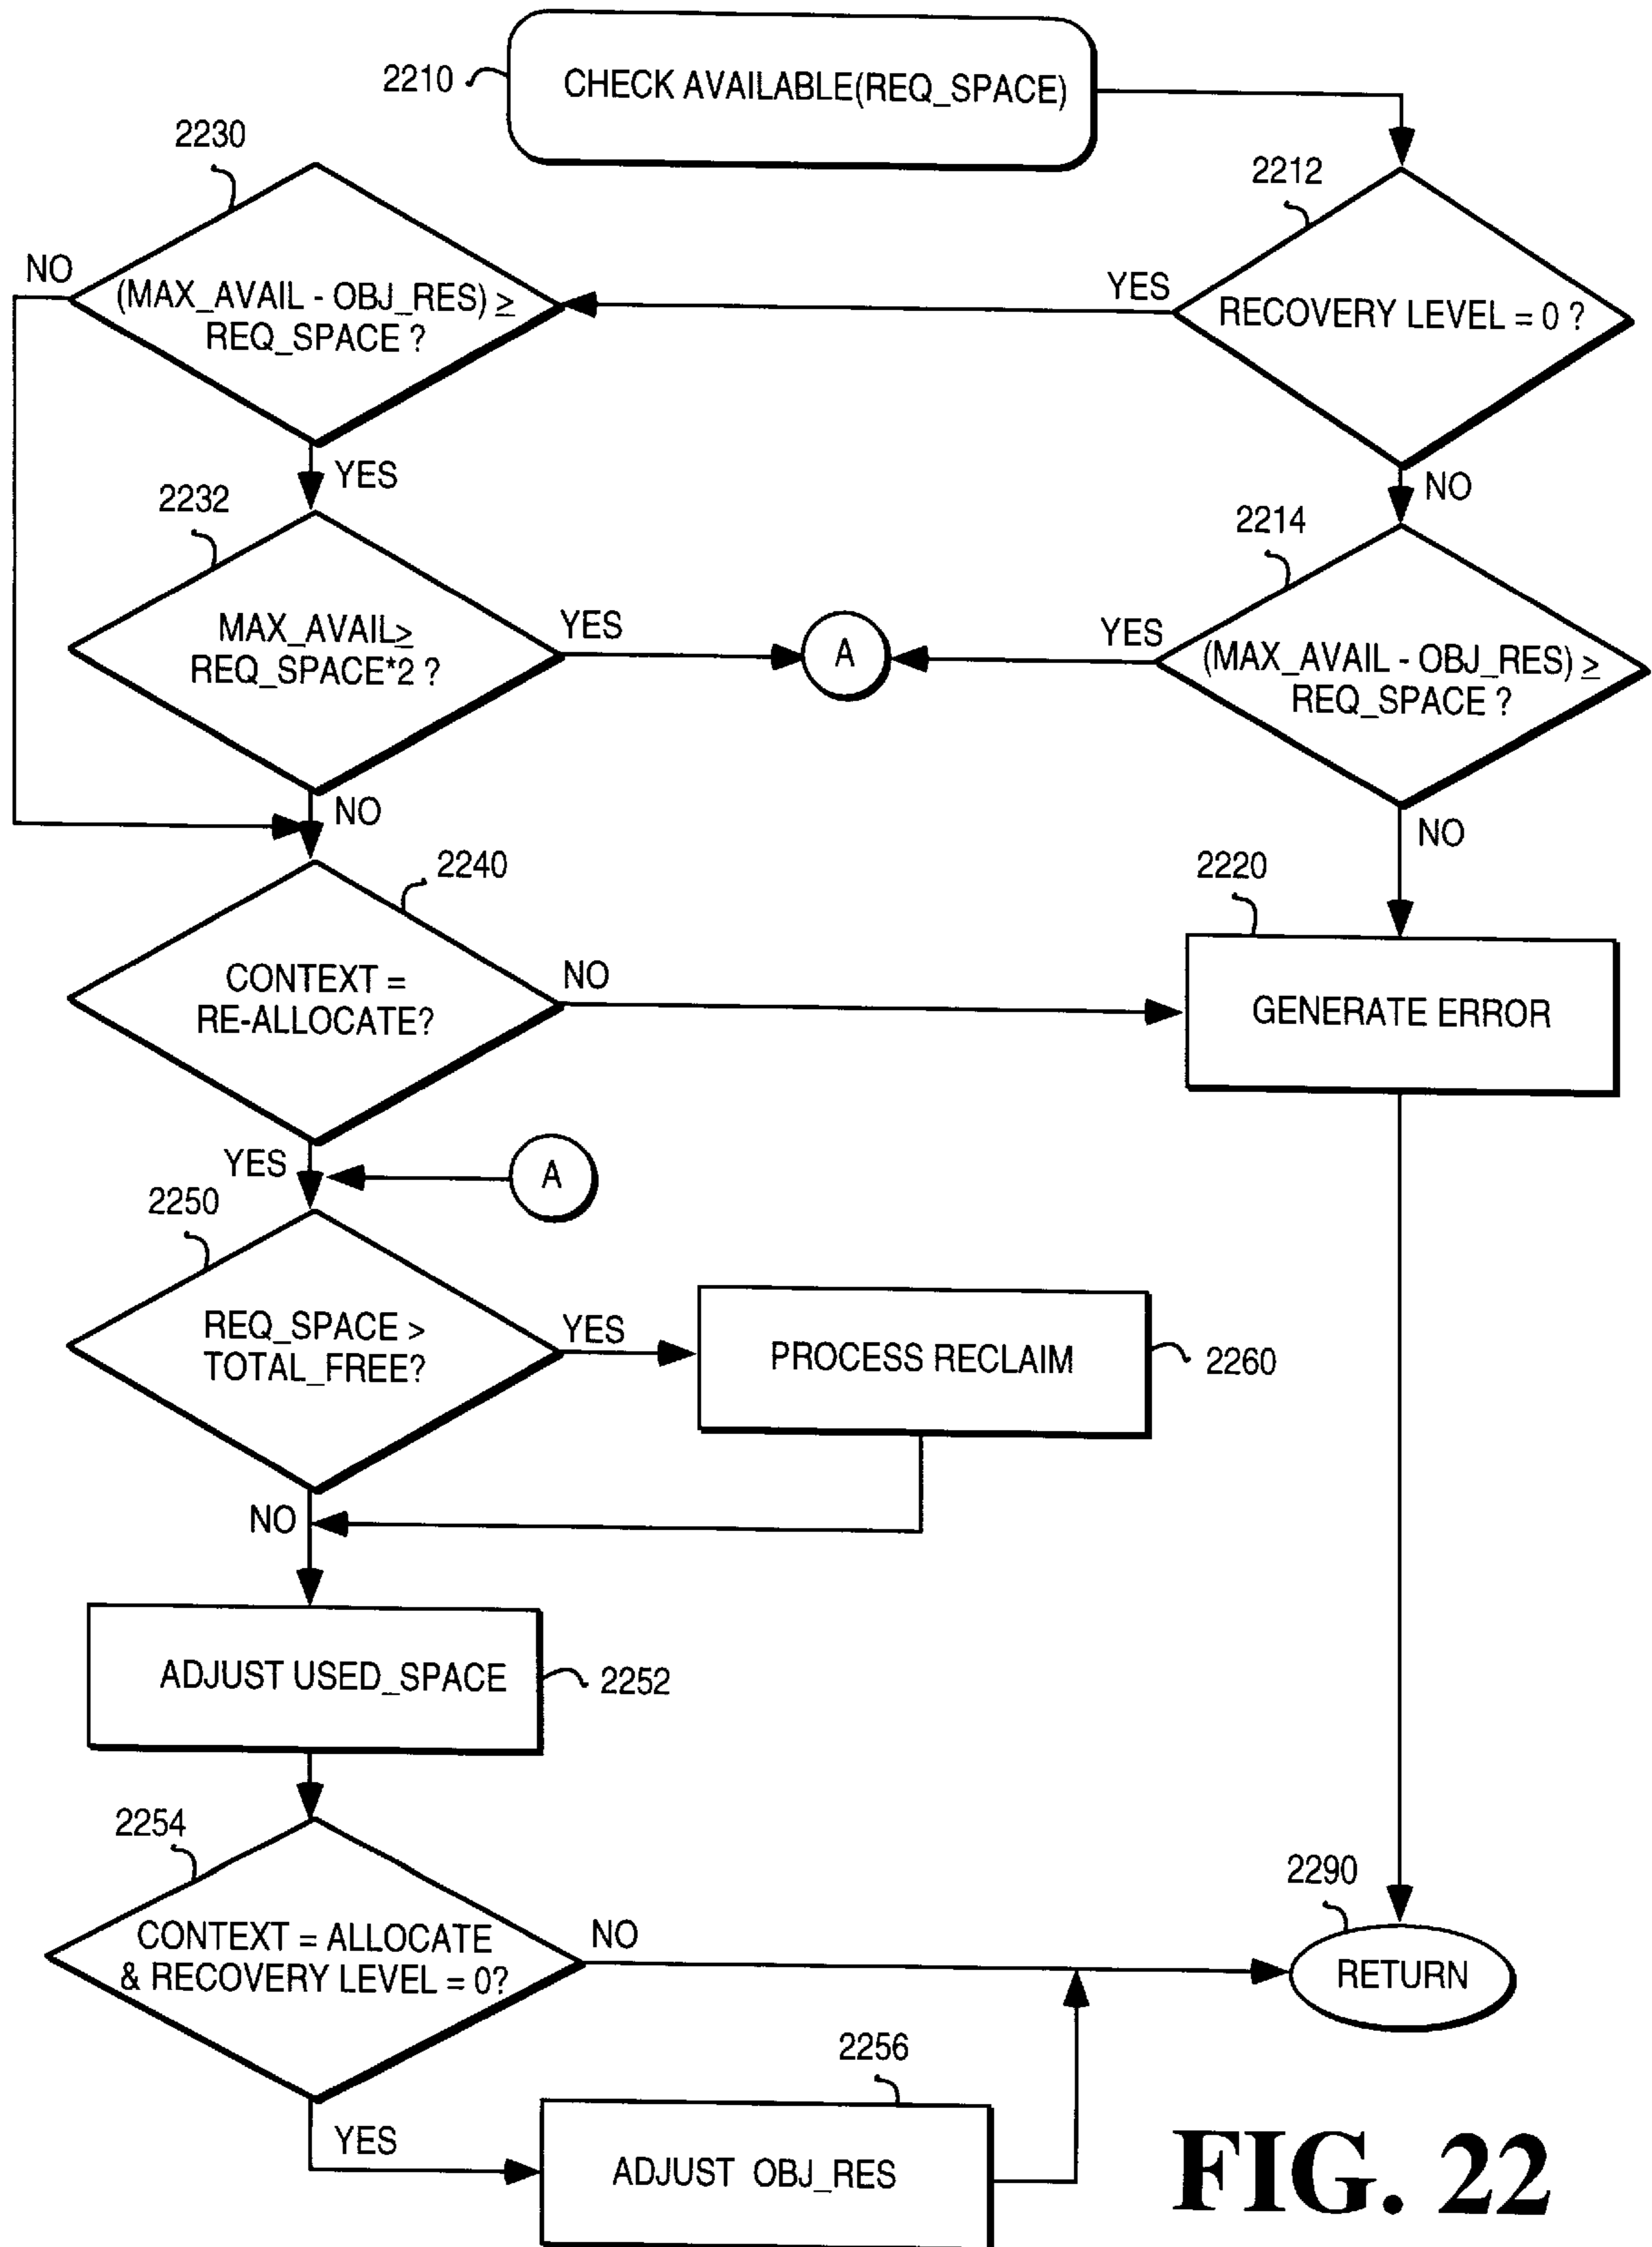 2210
CHECK AVAILABLE(REQ_SPACE)
2230
2212
NO
(MAX_AVAIL - OBJ_RES) ≥
REQ_SPACE ?
YES
RECOVERY LEVEL = 0 ?
YES
NO
2232
2214
MAX_AVAIL≥
REQ_SPACE*2 ?
YES
A
YES
(MAX_AVAIL - OBJ_RES) ≥
REQ_SPACE ?
NO
NO
2240
2220
CONTEXT =
RE-ALLOCATE?
NO
GENERATE ERROR
YES
A
2250
REQ_SPACE >
TOTAL_FREE?
YES
PROCESS RECLAIM
2260
NO
ADJUST USED_SPACE
2252
2254
2290
CONTEXT = ALLOCATE
& RECOVERY LEVEL = 0?
NO
RETURN
2256
YES
ADJUST OBJ_RES
FIG. 22